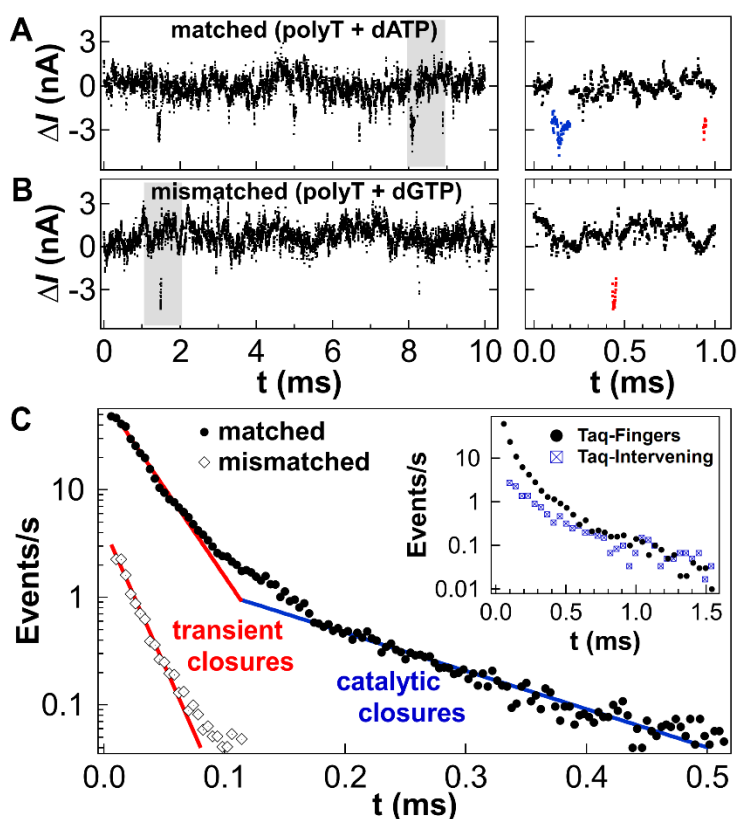 A
matched (polyT + dATP)
ΔI (nA)
3
0
-3
B
mismatched (polyT + dGTP)
ΔI (nA)
3
0
-3
0 2 4 6 8 10
t (ms)
0.0 0.5 1.0
t (ms)
C
Events/s
10
1
0.1
matched
mismatched
transient
closures
catalytic
closures
0.0 0.1 0.2 0.3 0.4 0.5
t (ms)
Taq-Fingers
Taq-Intervening
Events/s
10
1
0.1
0.01
0.0 0.5 1.0 1.5
t (ms)